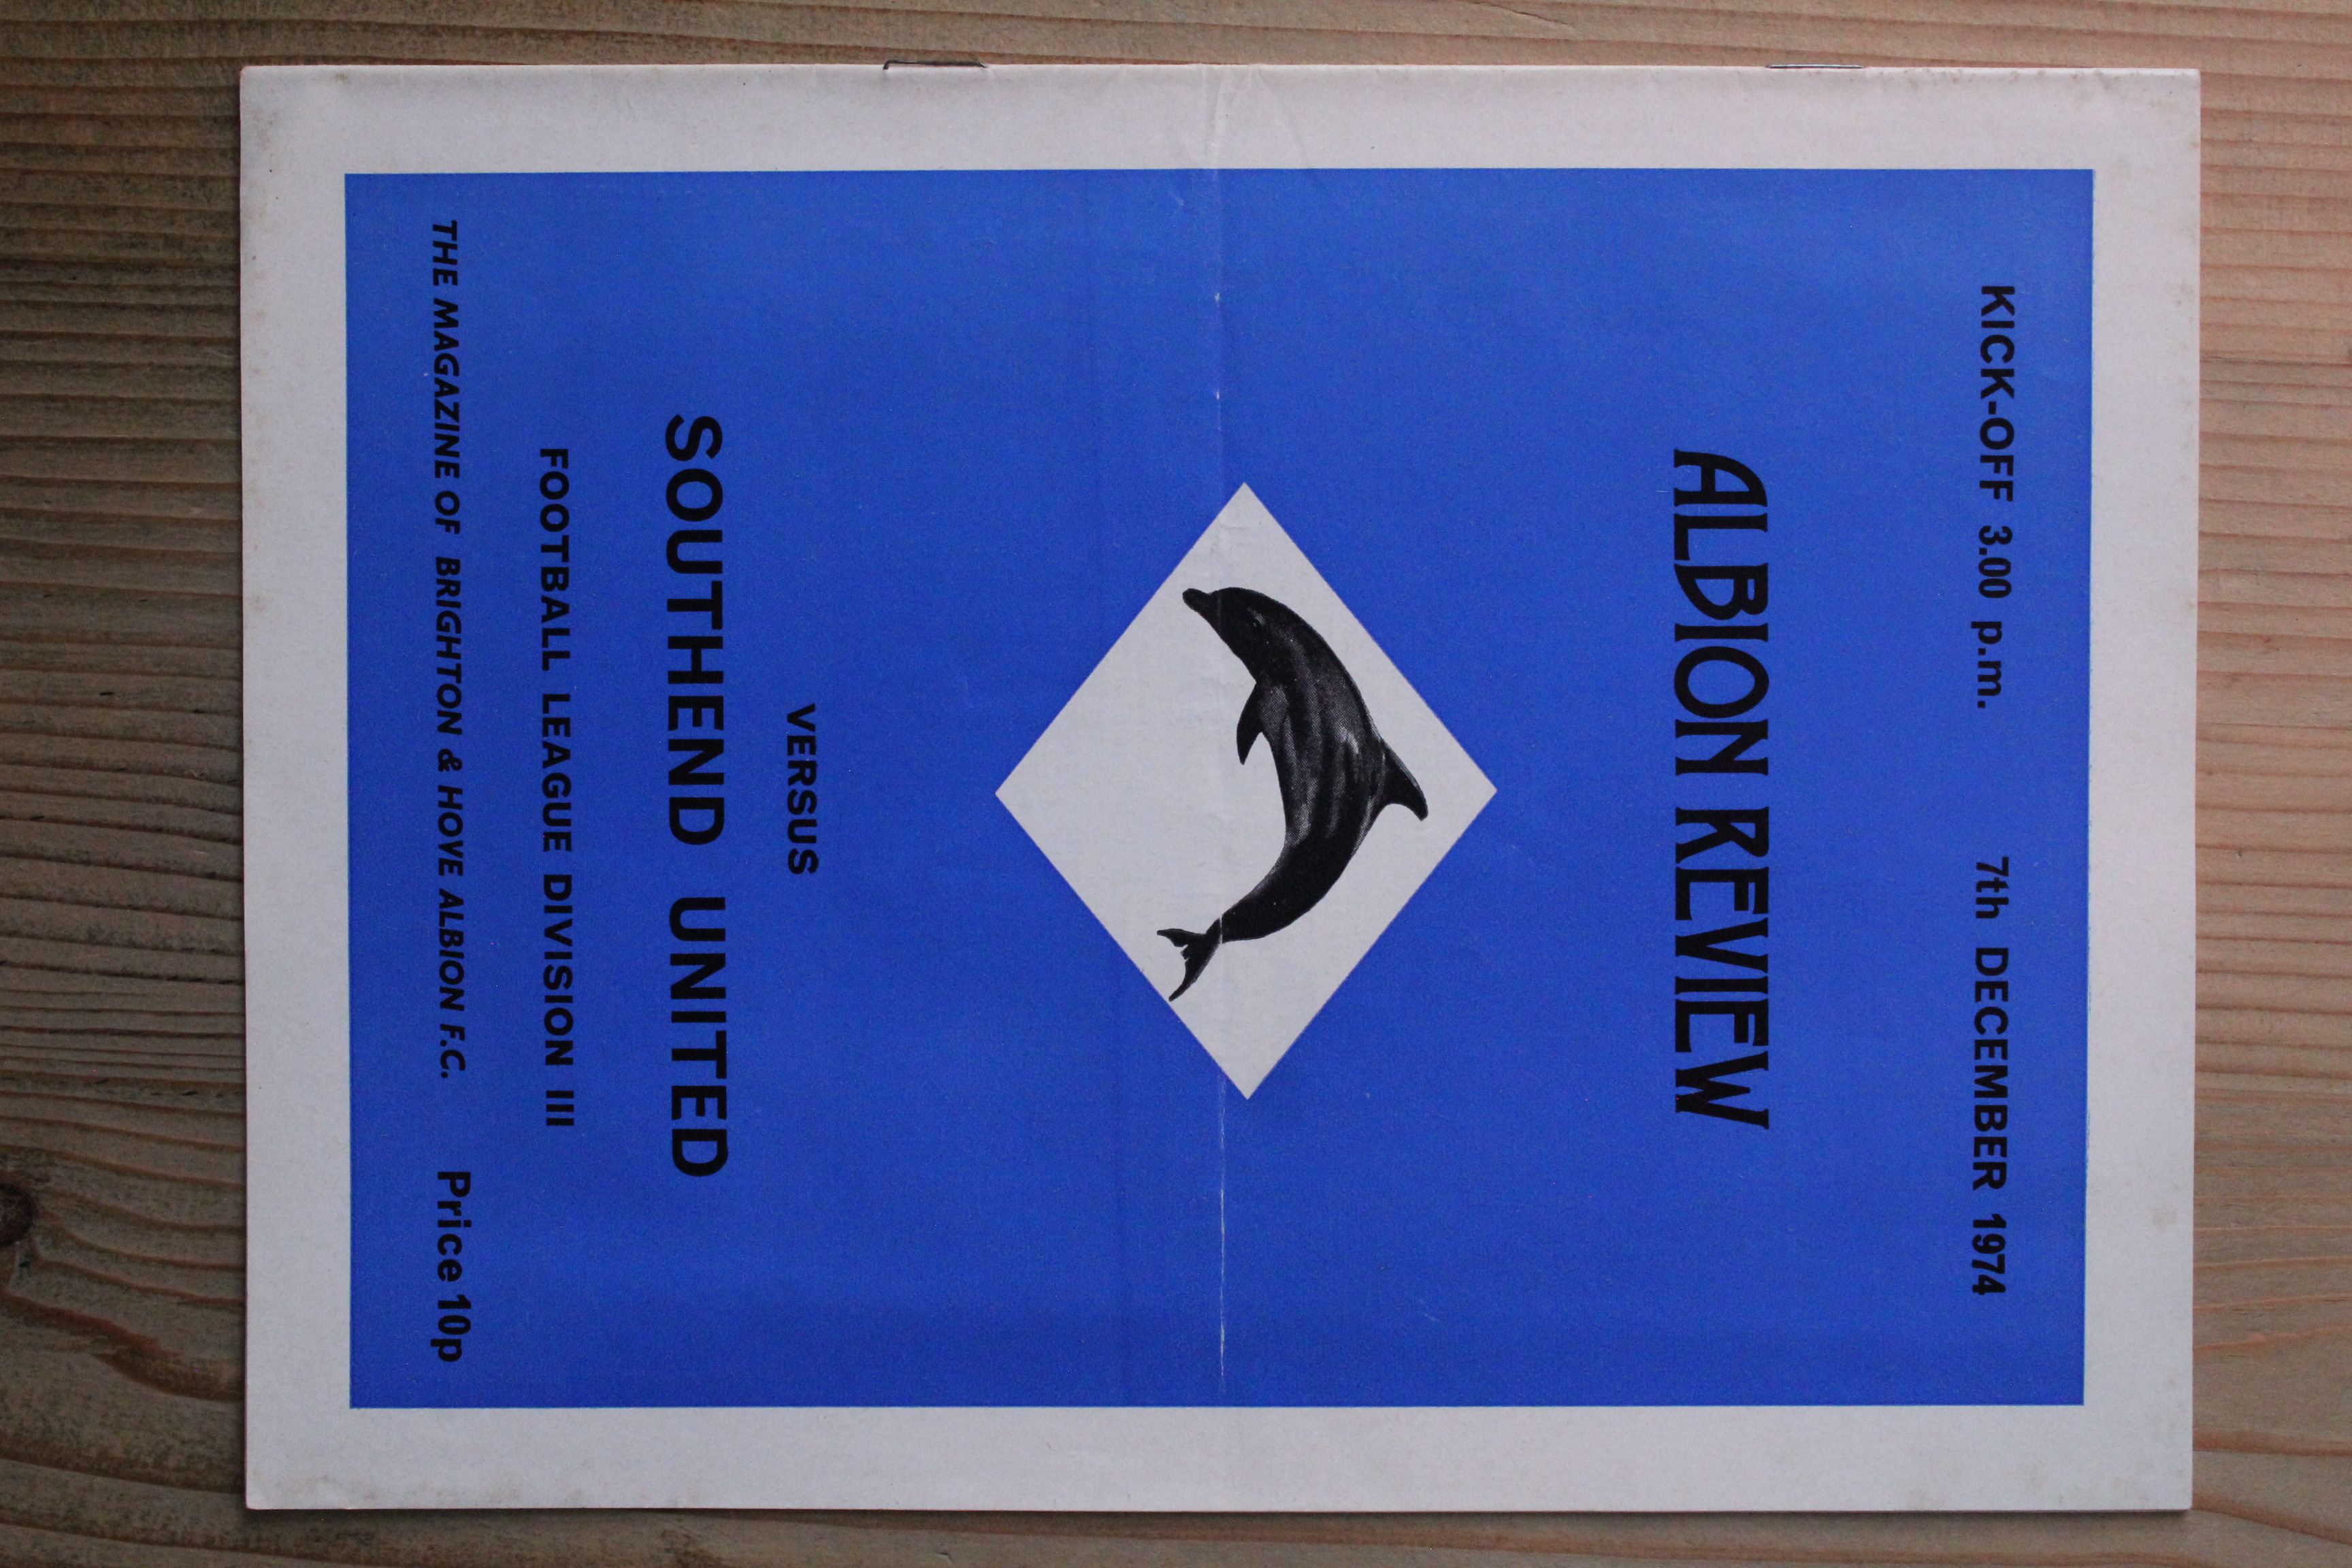 KICK-OFF 3.00 p.m. 7th DECEMBER 1974
ALBION REVIEW
VERSUS
SOUTHEND UNITED
FOOTBALL LEAGUE DIVISION III
THE MAGAZINE OF BRIGHTON & HOVE ALBION F.C. Price 10p